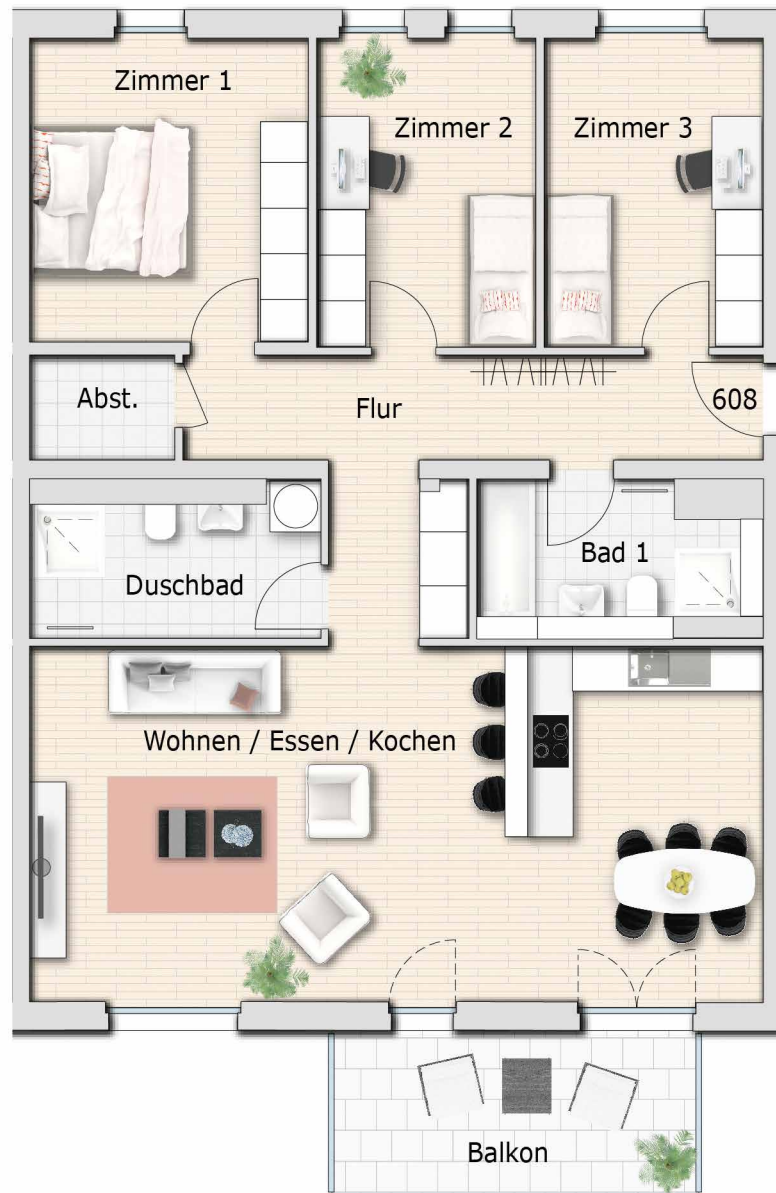 Zimmer 1
Zimmer 2
Zimmer 3
Abst.
Flur
608
Duschbad
Bad 1
Wohnen / Essen / Kochen
Balkon